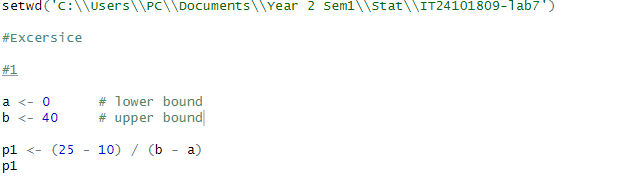 setwd('C:\\Users\\PC\\Documents\\Year 2 Sem1\\Stat\\IT24101809-lab7')
#Excersice
#1
a <- 0      # lower bound
b <- 40     # upper bound
p1 <- (25 - 10) / (b - a)
p1